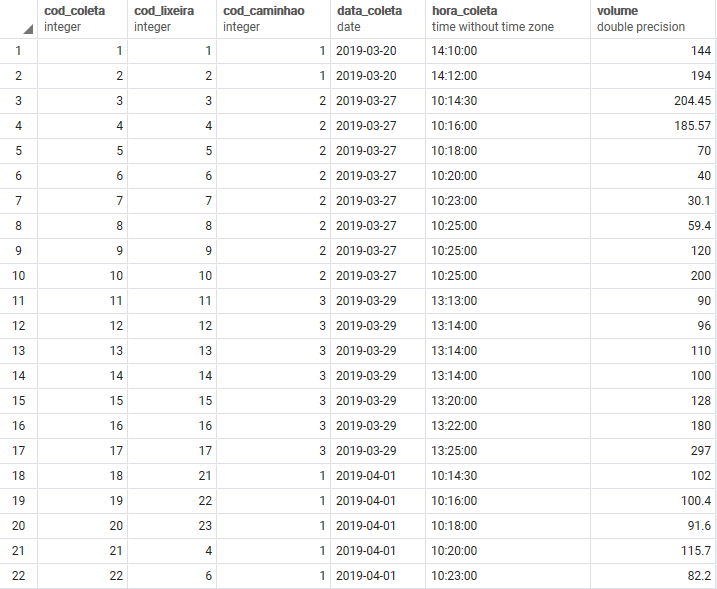 cod_coleta cod_lixeira cod_caminhao data_coleta hora_coleta volume
integer integer integer date time without time zone double precision
1 1 1 1 2019-03-20 14:10:00 144
2 2 2 1 2019-03-20 14:12:00 194
3 3 3 2 2019-03-27 10:14:30 204.45
4 4 4 2 2019-03-27 10:16:00 185.57
5 5 5 2 2019-03-27 10:18:00 70
6 6 6 2 2019-03-27 10:20:00 40
7 7 7 2 2019-03-27 10:23:00 30.1
8 8 8 2 2019-03-27 10:25:00 59.4
9 9 9 2 2019-03-27 10:25:00 120
10 10 10 2 2019-03-27 10:25:00 200
11 11 11 3 2019-03-29 13:13:00 90
12 12 12 3 2019-03-29 13:14:00 96
13 13 13 3 2019-03-29 13:14:00 110
14 14 14 3 2019-03-29 13:14:00 100
15 15 15 3 2019-03-29 13:20:00 128
16 16 16 3 2019-03-29 13:22:00 180
17 17 17 3 2019-03-29 13:25:00 297
18 18 21 1 2019-04-01 10:14:30 102
19 19 22 1 2019-04-01 10:16:00 100.4
20 20 23 1 2019-04-01 10:18:00 91.6
21 21 4 1 2019-04-01 10:20:00 115.7
22 22 6 1 2019-04-01 10:23:00 82.2